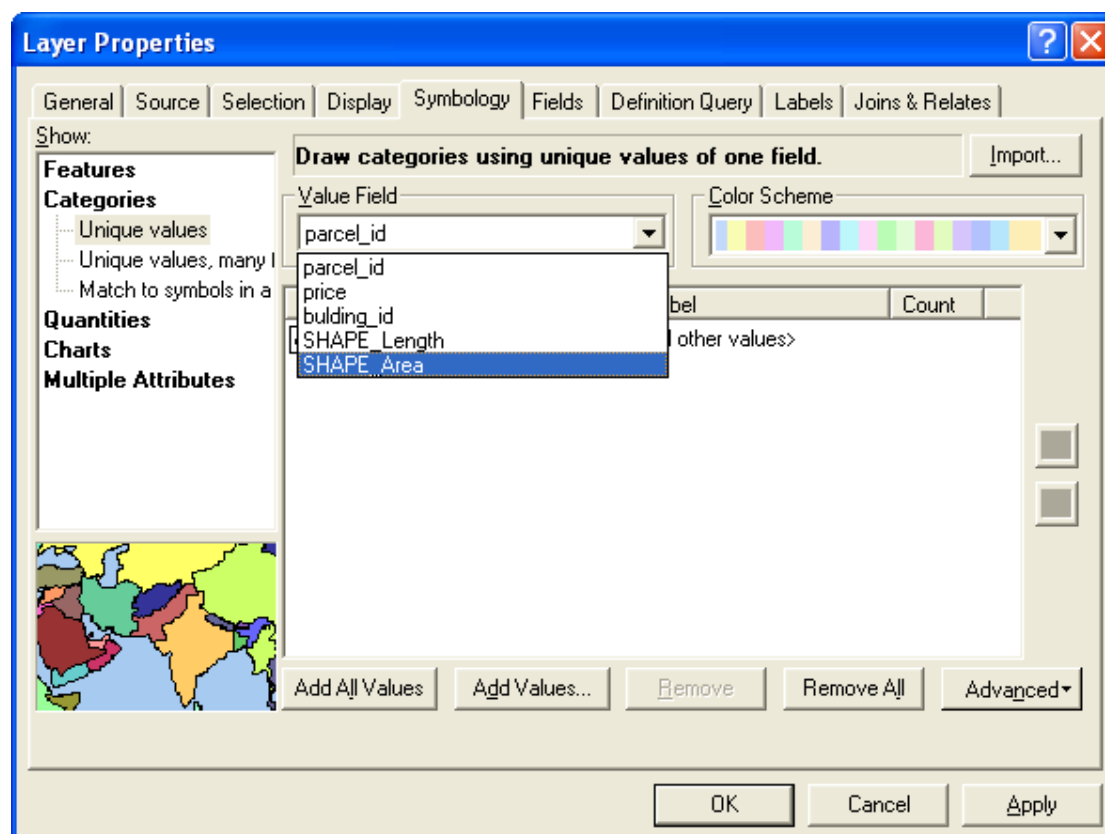 Layer Properties
General Source Selection Display Symbology Fields Definition Query Labels Joins & Relates
Show:
Features
Categories
Unique values
Unique values, many
Match to symbols in a
Quantities
Charts
Multiple Attributes
Draw categories using unique values of one field.
Import...
Value Field
parcel_id
Color Scheme
parcel_id
price
bulding_id
SHAPE_Length
SHAPE_Area
bel Count
other values>
Add All Values Add Values... Remove Remove All Advanced
OK Cancel Apply